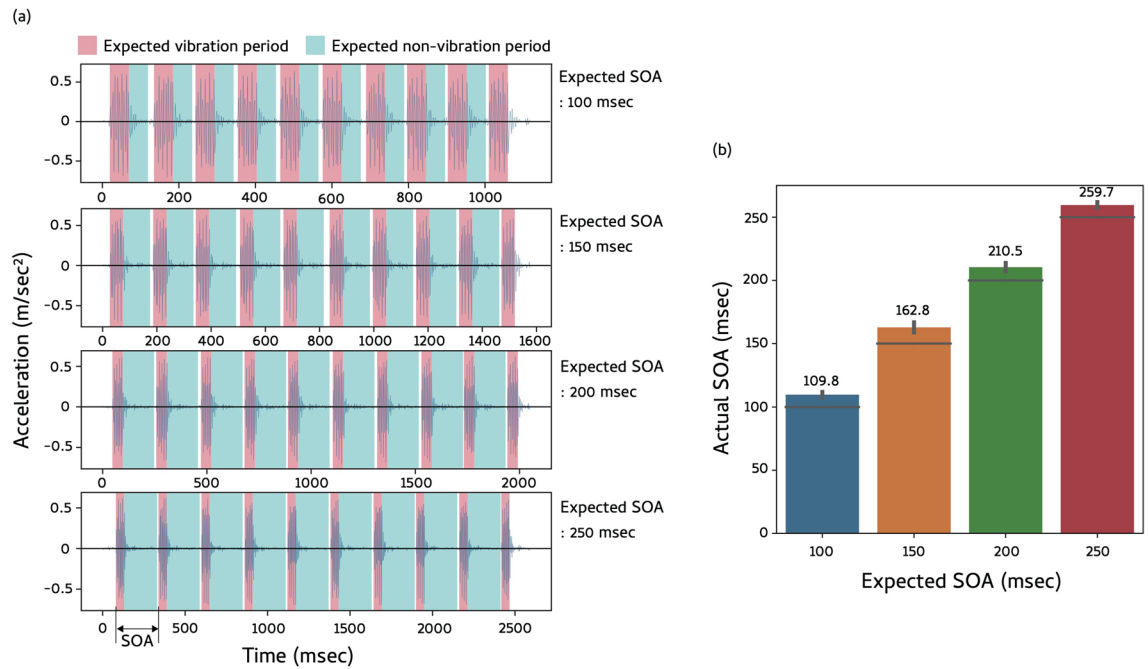 (a)
Expected vibration period
Expected non-vibration period
Acceleration (m/sec²)
0.5
0
−0.5
0 200 400 600 800 1000
Expected SOA
: 100 msec
0.5
0
−0.5
0 200 400 600 800 1000 1200 1400 1600
Expected SOA
: 150 msec
0.5
0
−0.5
0 500 1000 1500 2000
Expected SOA
: 200 msec
0.5
0
−0.5
0 500 1000 1500 2000 2500
Expected SOA
: 250 msec
SOA
Time (msec)
(b)
Actual SOA (msec)
250
200
150
100
50
0
109.8
162.8
210.5
259.7
100 150 200 250
Expected SOA (msec)